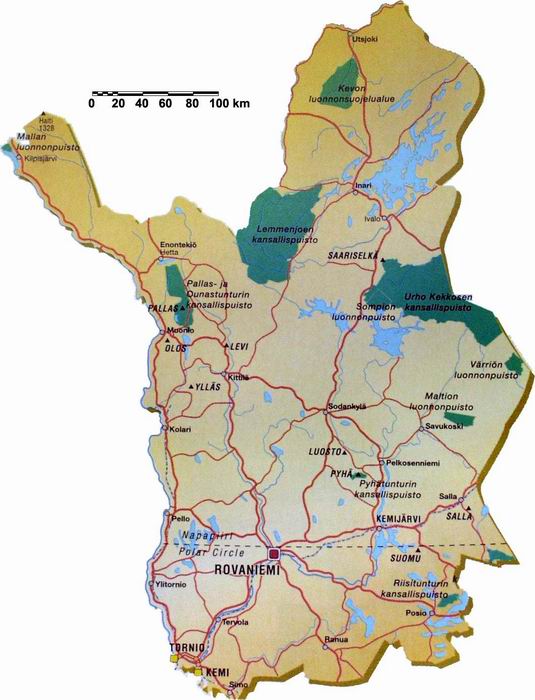 Utsjoki
Kevon
luonnonsuojelualue
0 20 40 60 80 100 km
Halti
1328
Mallan
luonnonpuisto
Kilpisjärvi
Inari
Ivalo
Lemmenjoen
kansallispuisto
Enontekiö
Hetta
SAARISELKÄ
Pallas- ja
Ounastunturin
kansallispuisto
Urho Kekkosen
kansallispuisto
Sompion
luonnonpuisto
PALLAS
Muonio
OLOS
LEVI
Värriön
luonnonpuisto
YLLÄS
Kittilä
Maltion
luonnonpuisto
Sodankylä
Savukoski
Kolari
LUOSTO
Pelkosenniemi
PYHÄ
Pyhätunturin
kansallispuisto
Salla
SALLA
Pello
KEMIJÄRVI
Napapiiri
Polar Circle
SUOMU
ROVANIEMI
Ylitornio
Riisitunturin
kansallispuisto
k
Posio
Tervola
Ranua
TORNIO
KEMI
Simo